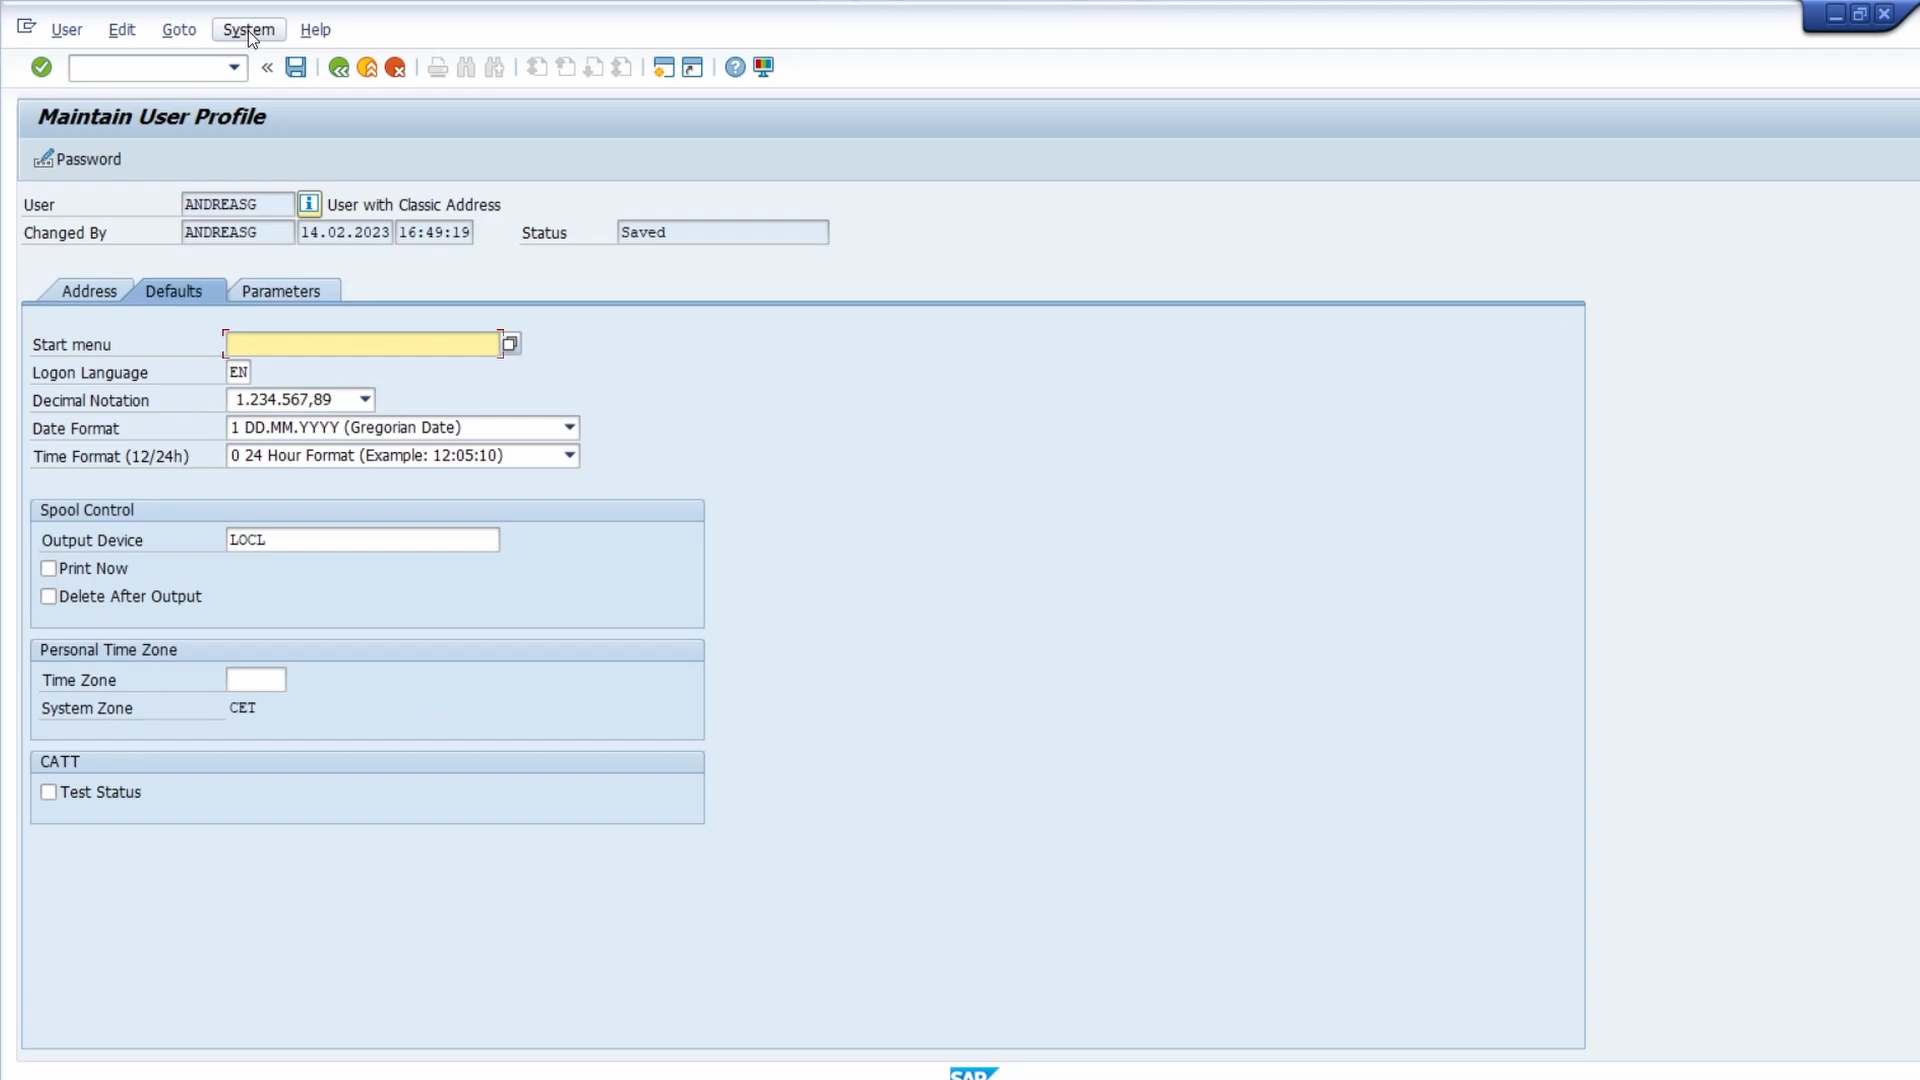 User Edit Goto System Help
Maintain User Profile
Password
User ANDREASG User with Classic Address
Changed By ANDREASG 14.02.2023 16:49:19 Status Saved
Address Defaults Parameters
Start menu
Logon Language EN
Decimal Notation 1.234.567,89
Date Format 1 DD.MM.YYYY (Gregorian Date)
Time Format (12/24h) 0 24 Hour Format (Example: 12:05:10)
Spool Control
Output Device LOCL
Print Now
Delete After Output
Personal Time Zone
Time Zone
System Zone CET
CATT
Test Status
SAP